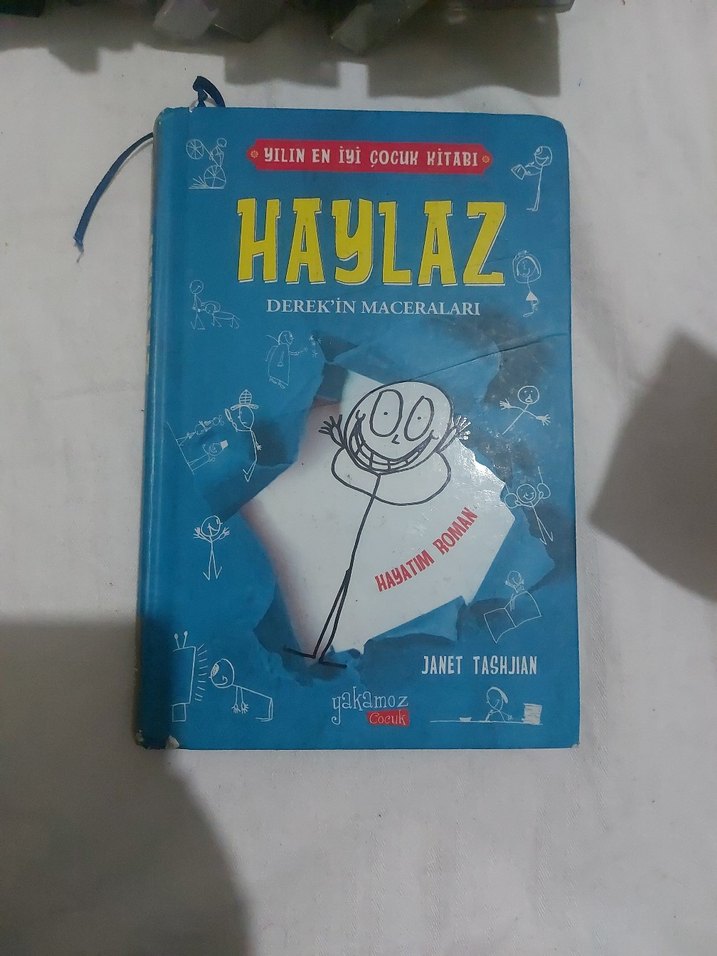 YILIN EN İYİ ÇOCUK KİTABI
HAYLAZ
DEREK'İN MACERALARI
HAYATIM ROMAN
JANET TASHJIAN
yakamoz
Çocuk